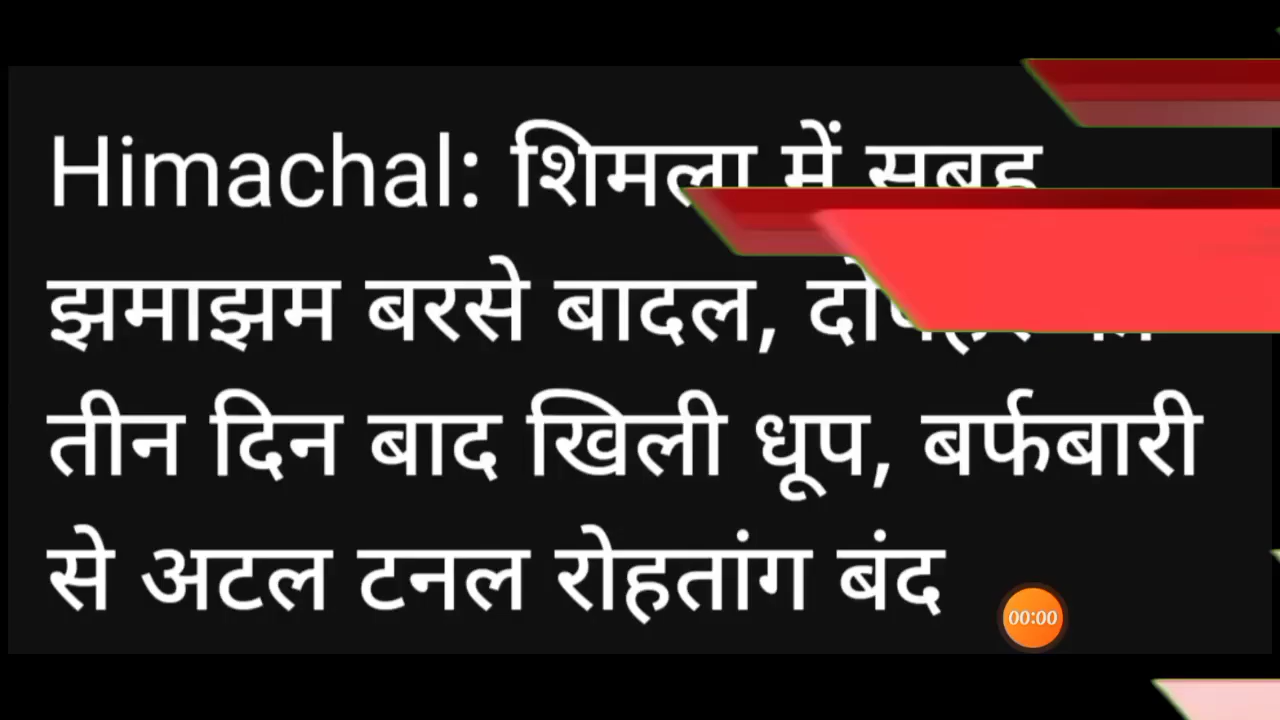 Himachal: शिमला में सुबह
झमाझम बरसे बादल,
तीन दिन बाद खिली धूप, बर्फबारी
से अटल टनल रोहतांग बंद
00:00